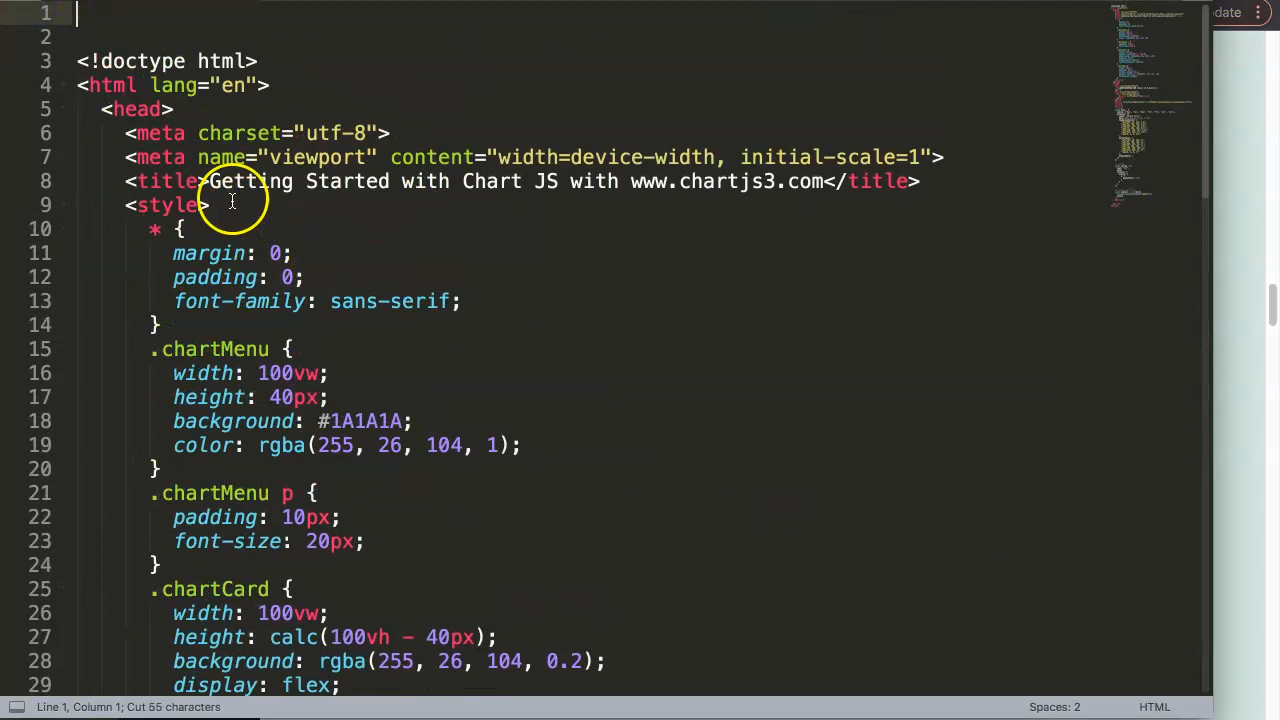 date
1
2
3 <!doctype html>
4 <html lang="en">
5 <head>
6 <meta charset="utf-8">
7 <meta name="viewport" content="width=device-width, initial-scale=1">
8 <title>Getting Started with Chart JS with www.chartjs3.com</title>
9 <style>
10 * {
11 margin: 0;
12 padding: 0;
13 font-family: sans-serif;
14 }
15 .chartMenu {
16 width: 100vw;
17 height: 40px;
18 background: #1A1A1A;
19 color: rgba(255, 26, 104, 1);
20 }
21 .chartMenu p {
22 padding: 10px;
23 font-size: 20px;
24 }
25 .chartCard {
26 width: 100vw;
27 height: calc(100vh - 40px);
28 background: rgba(255, 26, 104, 0.2);
29 display: flex;
Line 1, Column 1; Cut 55 characters
Spaces: 2
HTML